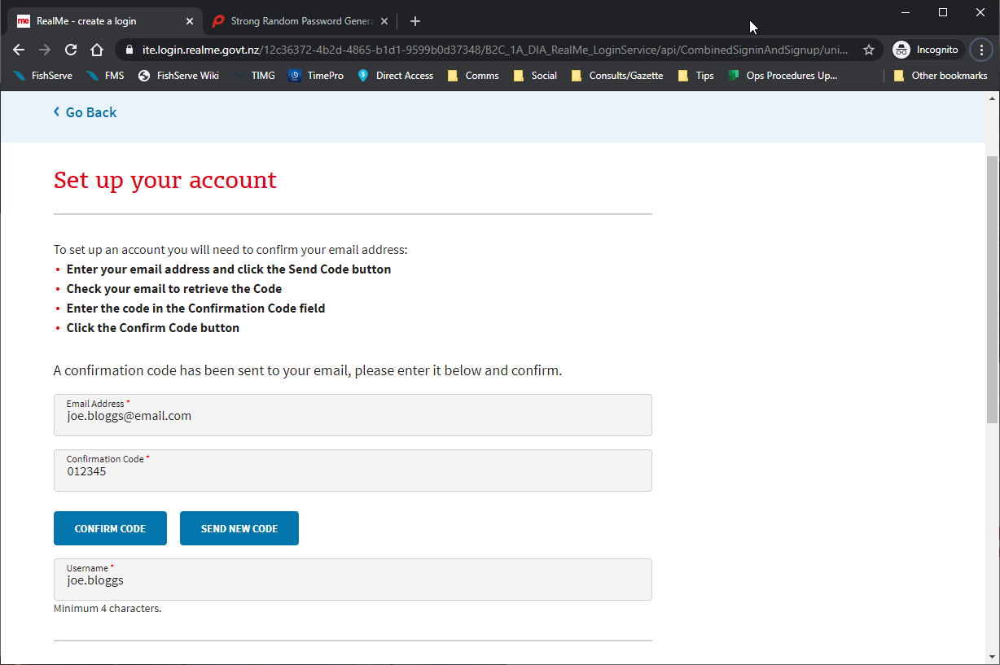 me RealMe - create a login
Strong Random Password Genera
ite.login.realme.govt.nz/12c36372-4b2d-4865-b1d1-9599b0d37348/B2C_1A_DIA_RealMe_LoginService/api/CombinedSigninAndSignup/uni...
Incognito
FishServe FMS FishServe Wiki TIMG TimePro Direct Access Comms Social Consults/Gazette Tips Ops Procedures Up... Other bookmarks
Go Back
Set up your account
To set up an account you will need to confirm your email address:
• Enter your email address and click the Send Code button
• Check your email to retrieve the Code
• Enter the code in the Confirmation Code field
• Click the Confirm Code button
A confirmation code has been sent to your email, please enter it below and confirm.
Email Address *
joe.bloggs@email.com
Confirmation Code *
012345
CONFIRM CODE SEND NEW CODE
Username *
joe.bloggs
Minimum 4 characters.